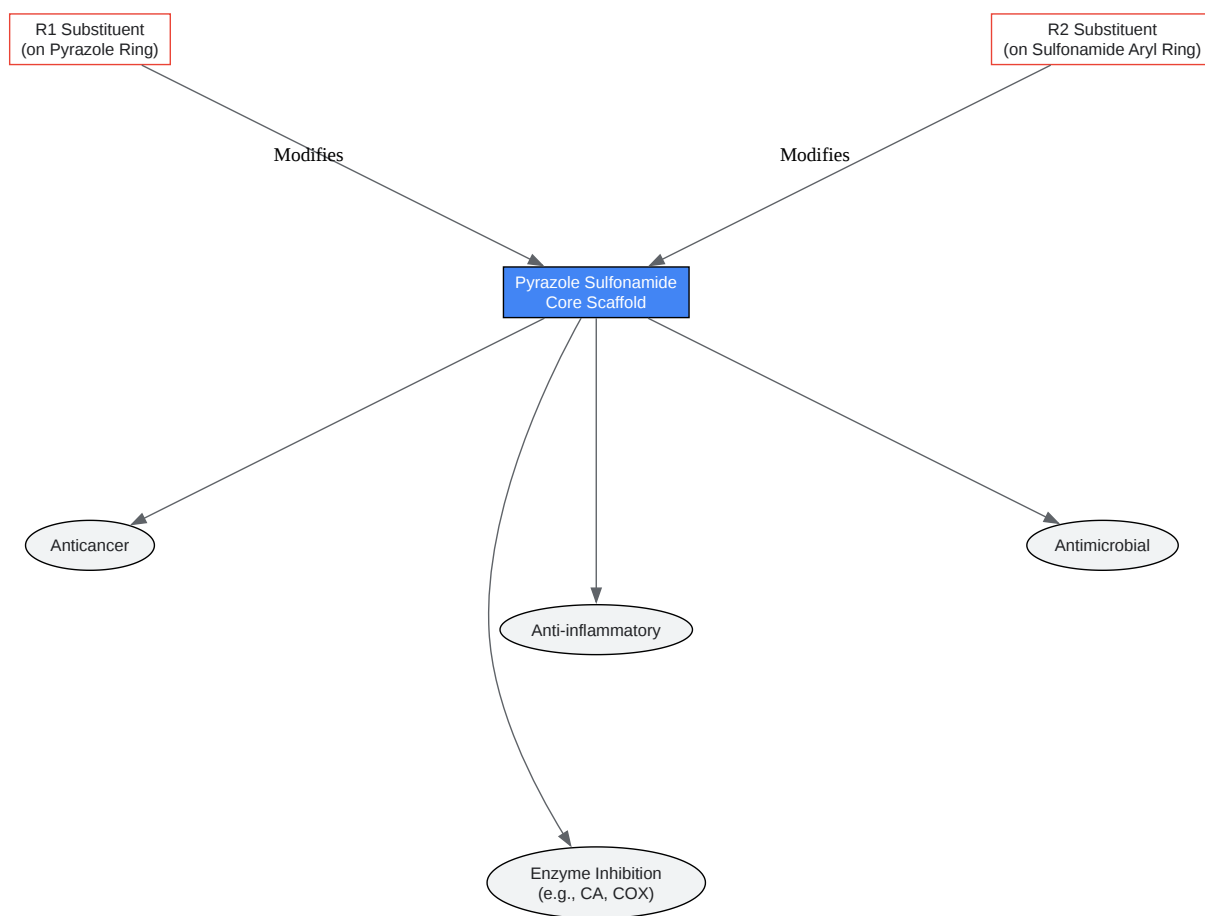 R1 Substituent
(on Pyrazole Ring)
R2 Substituent
(on Sulfonamide Aryl Ring)
Modifies
Modifies
Pyrazole Sulfonamide
Core Scaffold
Anticancer
Antimicrobial
Anti-inflammatory
Enzyme Inhibition
(e.g., CA, COX)